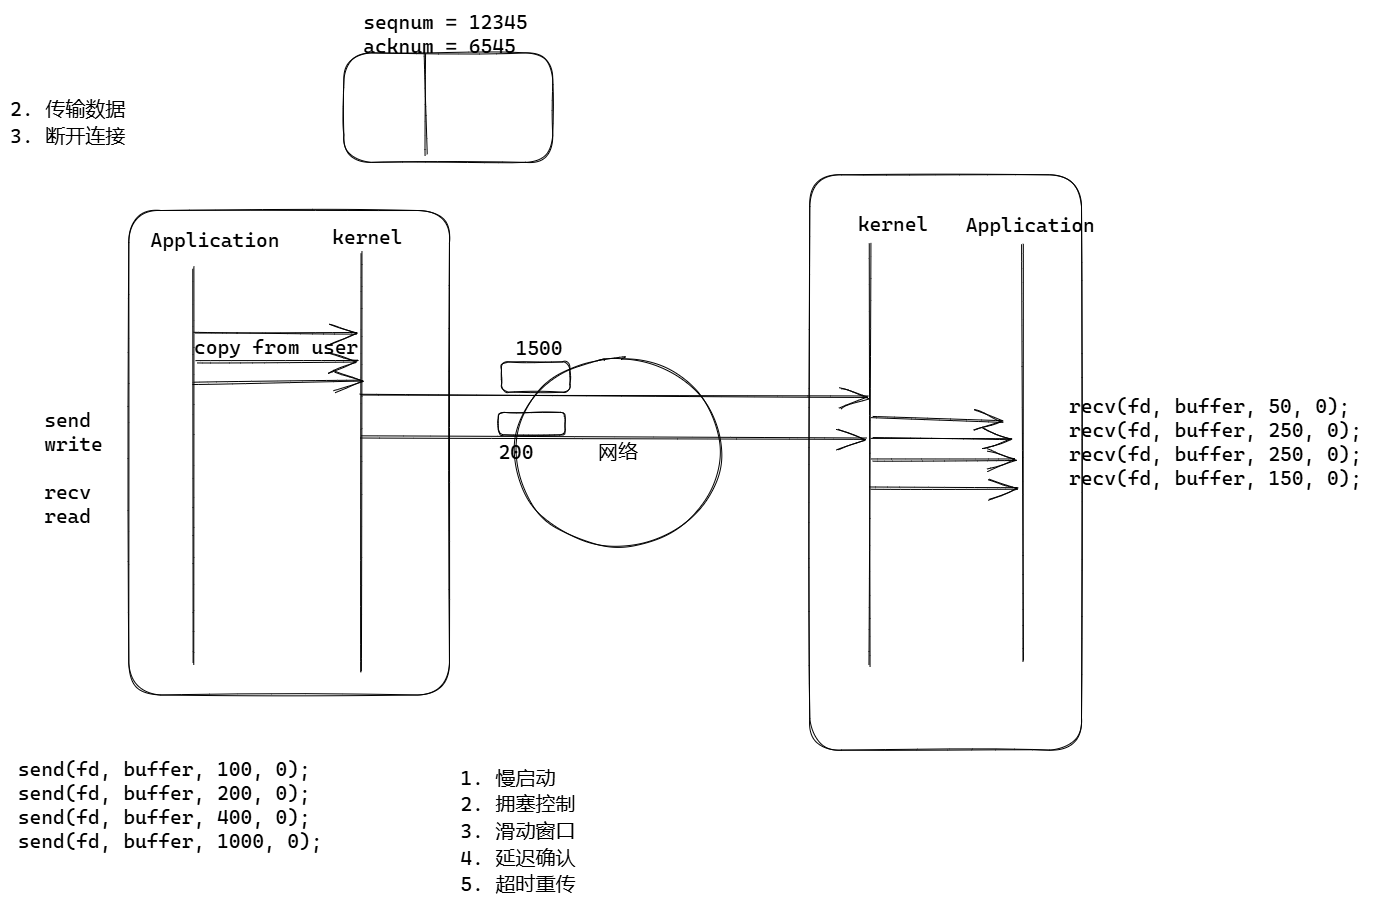 seqnum = 12345
acknum = 6545
2. 传输数据
3. 断开连接
Application
kernel
kernel
Application
copy from user
1500
200
网络
send
write
recv
read
recv(fd, buffer, 50, 0);
recv(fd, buffer, 250, 0);
recv(fd, buffer, 250, 0);
recv(fd, buffer, 150, 0);
send(fd, buffer, 100, 0);
send(fd, buffer, 200, 0);
send(fd, buffer, 400, 0);
send(fd, buffer, 1000, 0);
1. 慢启动
2. 拥塞控制
3. 滑动窗口
4. 延迟确认
5. 超时重传